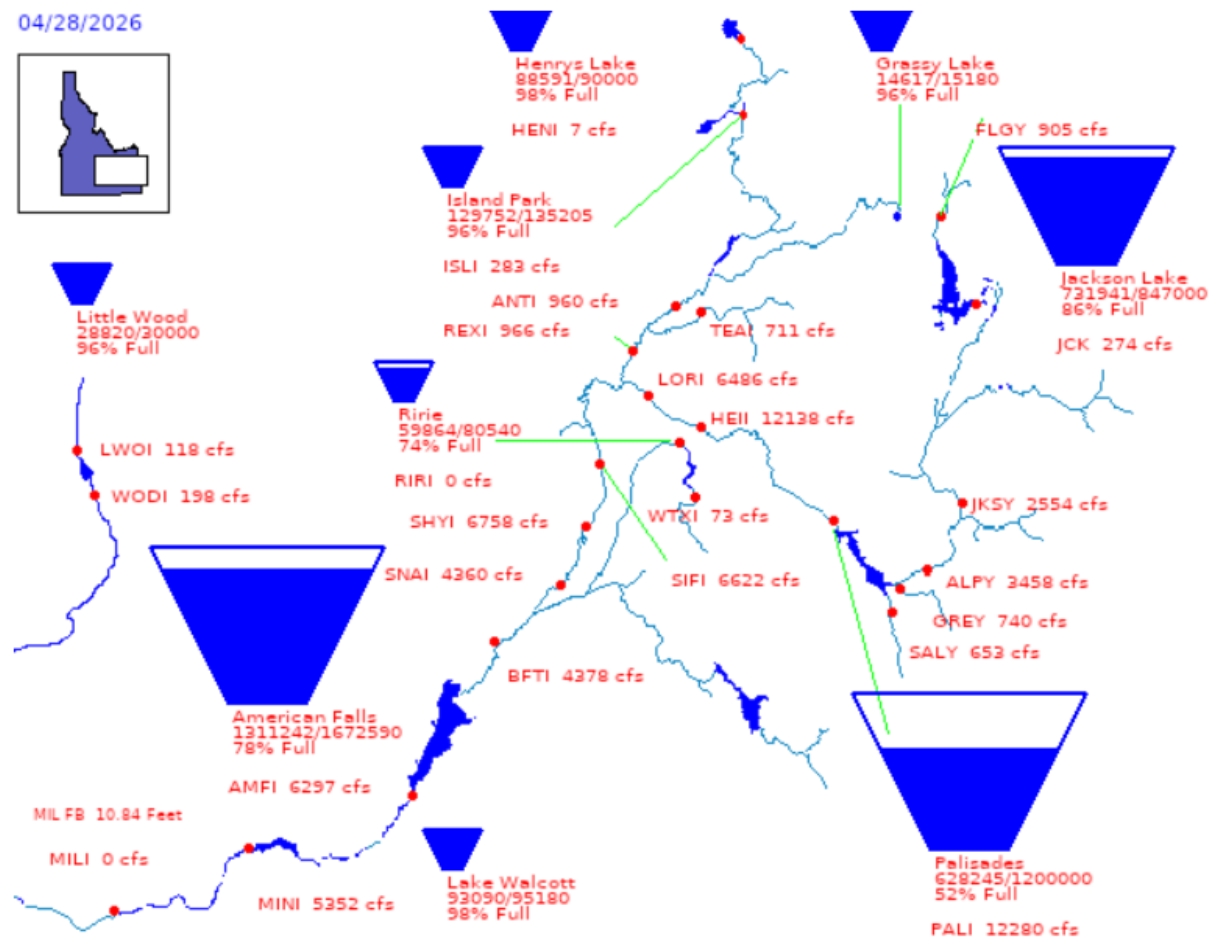 04/28/2026
Henrys Lake
88591/90000
98% Full
HENI 7 cfs
Grassy Lake
14617/15180
96% Full
FLGY 905 cfs
Island Park
129752/135205
96% Full
ISLI 283 cfs
Jackson Lake
731941/847000
86% Full
JCK 274 cfs
ANTI 960 cfs
REXI 966 cfs
TEAI 711 cfs
Little Wood
28820/30000
96% Full
LORI 6486 cfs
HEII 12138 cfs
Ririe
59864/80540
74% Full
RIRI 0 cfs
LWOI 118 cfs
WODI 198 cfs
SHYI 6758 cfs
WTXI 73 cfs
JKSY 2554 cfs
SNAI 4360 cfs
SIFI 6622 cfs
ALPY 3458 cfs
GREY 740 cfs
SALY 653 cfs
BFTI 4378 cfs
American Falls
1311242/1672590
78% Full
AMFI 6297 cfs
MIL FB 10.84 Feet
MILI 0 cfs
MINI 5352 cfs
Lake Walcott
93090/95180
98% Full
Palisades
628245/1200000
52% Full
PALI 12280 cfs